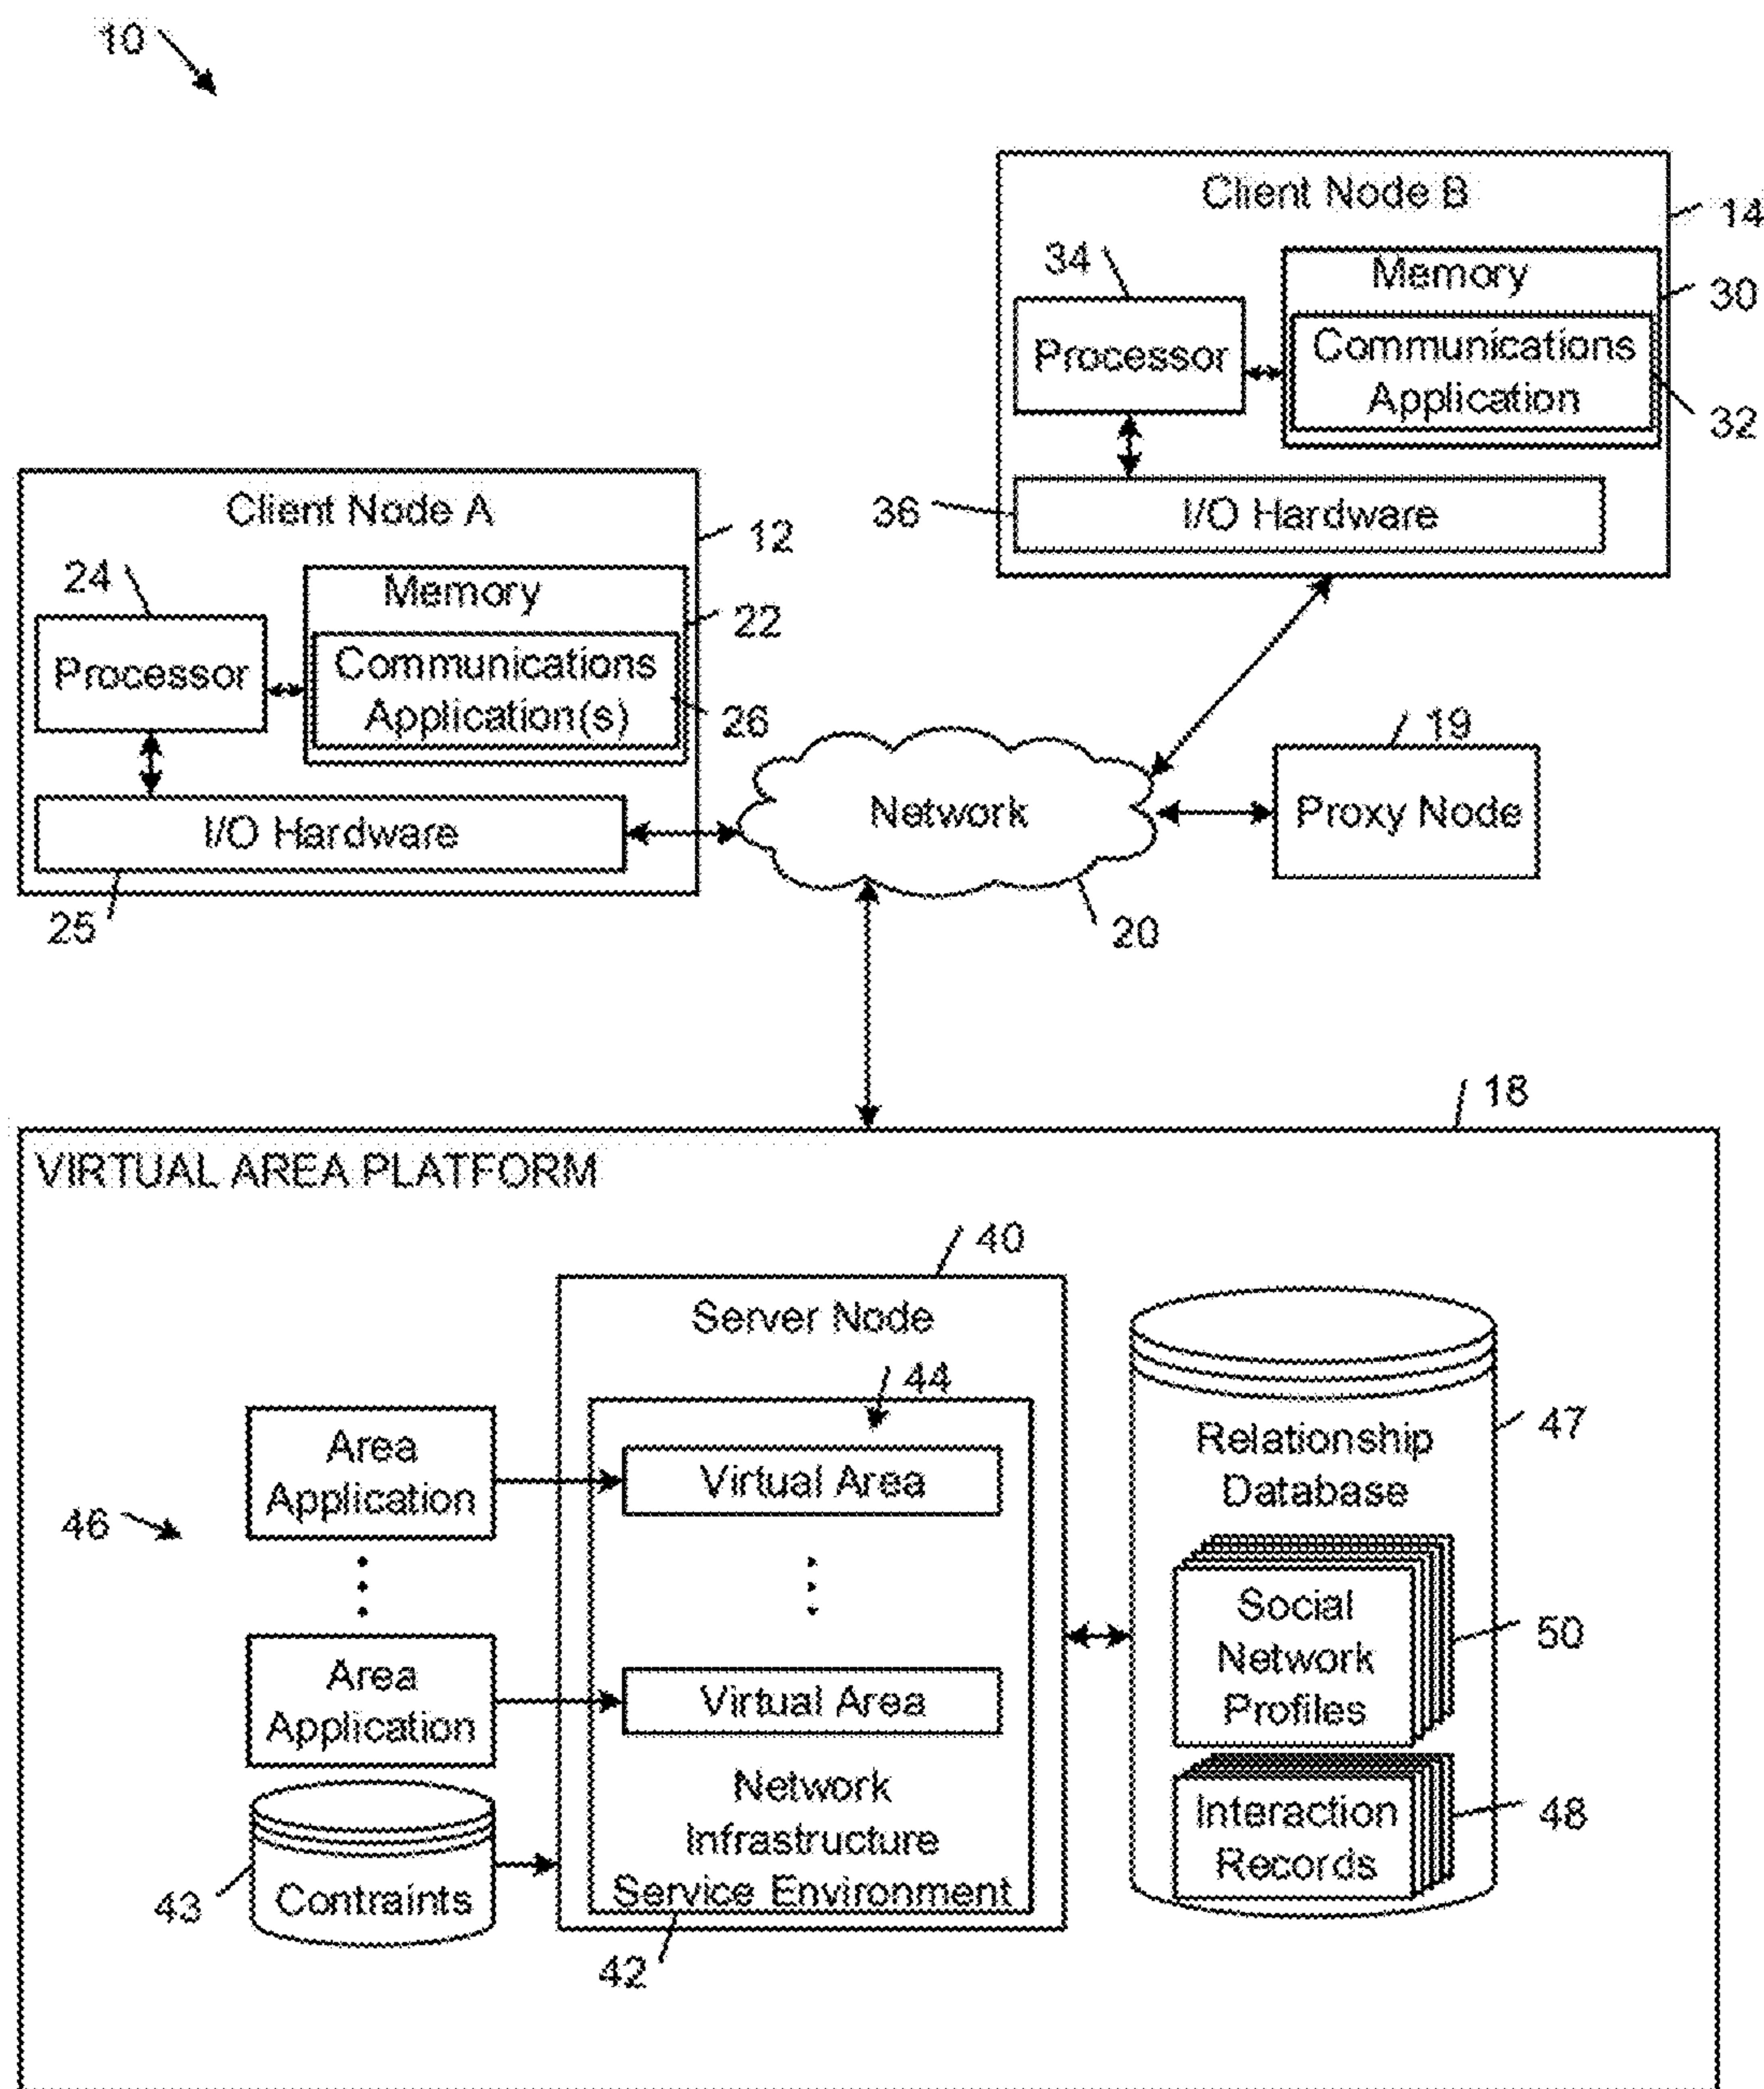 10
Client Node B
14
34
Memory
30
Processor
Communications
Application
32
36
I/O Hardware
Client Node A
12
24
Memory
22
Processor
Communications
Application(s)
26
I/O Hardware
25
Network
20
19
Proxy Node
18
VIRTUAL AREA PLATFORM
40
Server Node
44
Area
Application
Virtual Area
46
Area
Application
Virtual Area
Network
Infrastructure
Service Environment
42
43
Contraints
Relationship
Database
47
Social
Network
Profiles
50
Interaction
Records
48